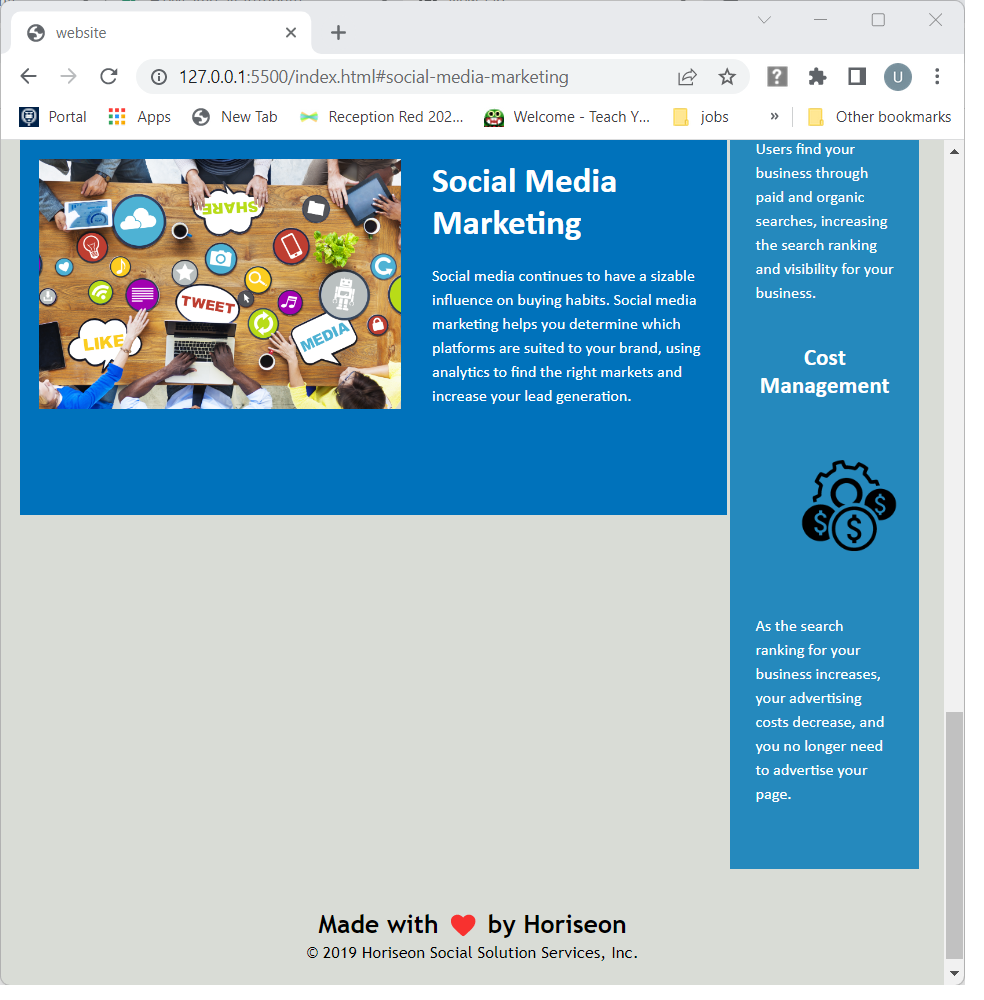 website
127.0.0.1:5500/index.html#social-media-marketing
U
Portal
Apps
New Tab
Reception Red 202...
Welcome - Teach Y...
jobs
»
Other bookmarks
SHARE
TWEET
LIKE
MEDIA
Social Media
Marketing
Social media continues to have a sizable
influence on buying habits. Social media
marketing helps you determine which
platforms are suited to your brand, using
analytics to find the right markets and
increase your lead generation.
Users find your
business through
paid and organic
searches, increasing
the search ranking
and visibility for your
business.
Cost
Management
$
$
$
As the search
ranking for your
business increases,
your advertising
costs decrease, and
you no longer need
to advertise your
page.
Made with ❤️ by Horiseon
© 2019 Horiseon Social Solution Services, Inc.